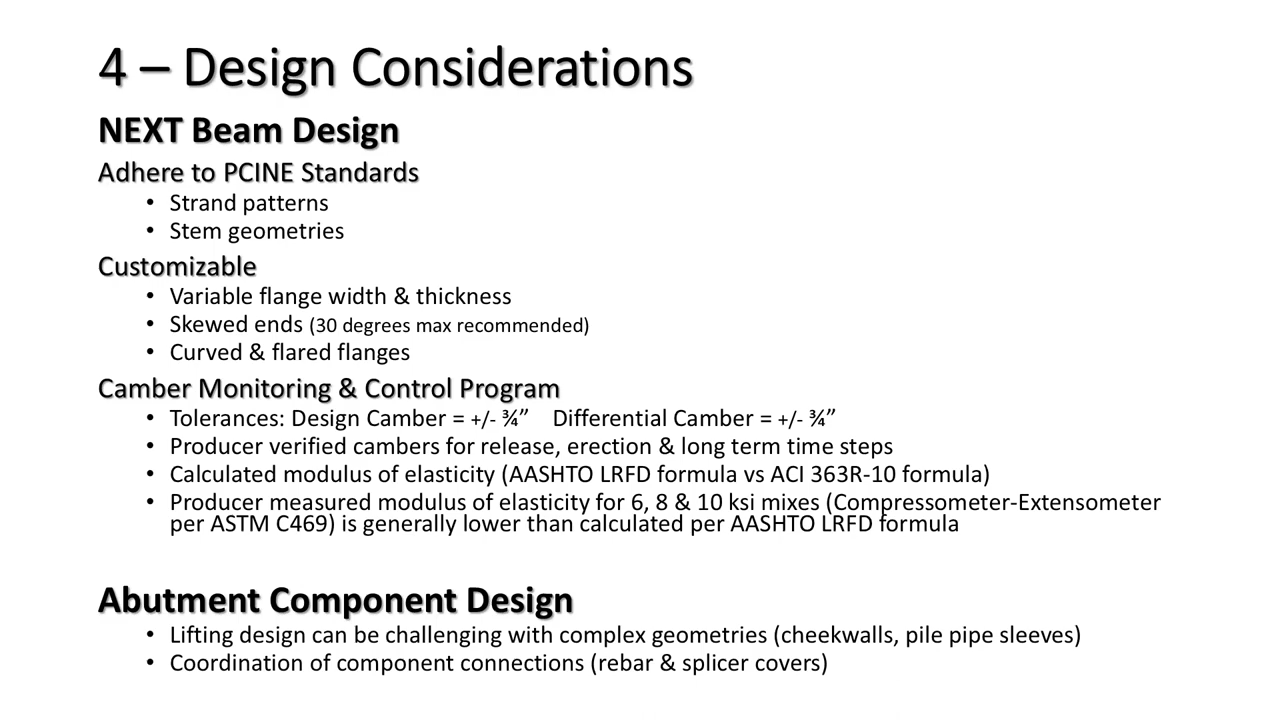 4 – Design Considerations
NEXT Beam Design
Adhere to PCINE Standards
• Strand patterns
• Stem geometries
Customizable
• Variable flange width & thickness
• Skewed ends (30 degrees max recommended)
• Curved & flared flanges
Camber Monitoring & Control Program
• Tolerances: Design Camber = +/- ¾” Differential Camber = +/- ¾”
• Producer verified cambers for release, erection & long term time steps
• Calculated modulus of elasticity (AASHTO LRFD formula vs ACI 363R-10 formula)
• Producer measured modulus of elasticity for 6, 8 & 10 ksi mixes (Compressometer-Extensometer
per ASTM C469) is generally lower than calculated per AASHTO LRFD formula
Abutment Component Design
• Lifting design can be challenging with complex geometries (cheekwalls, pile pipe sleeves)
• Coordination of component connections (rebar & splicer covers)